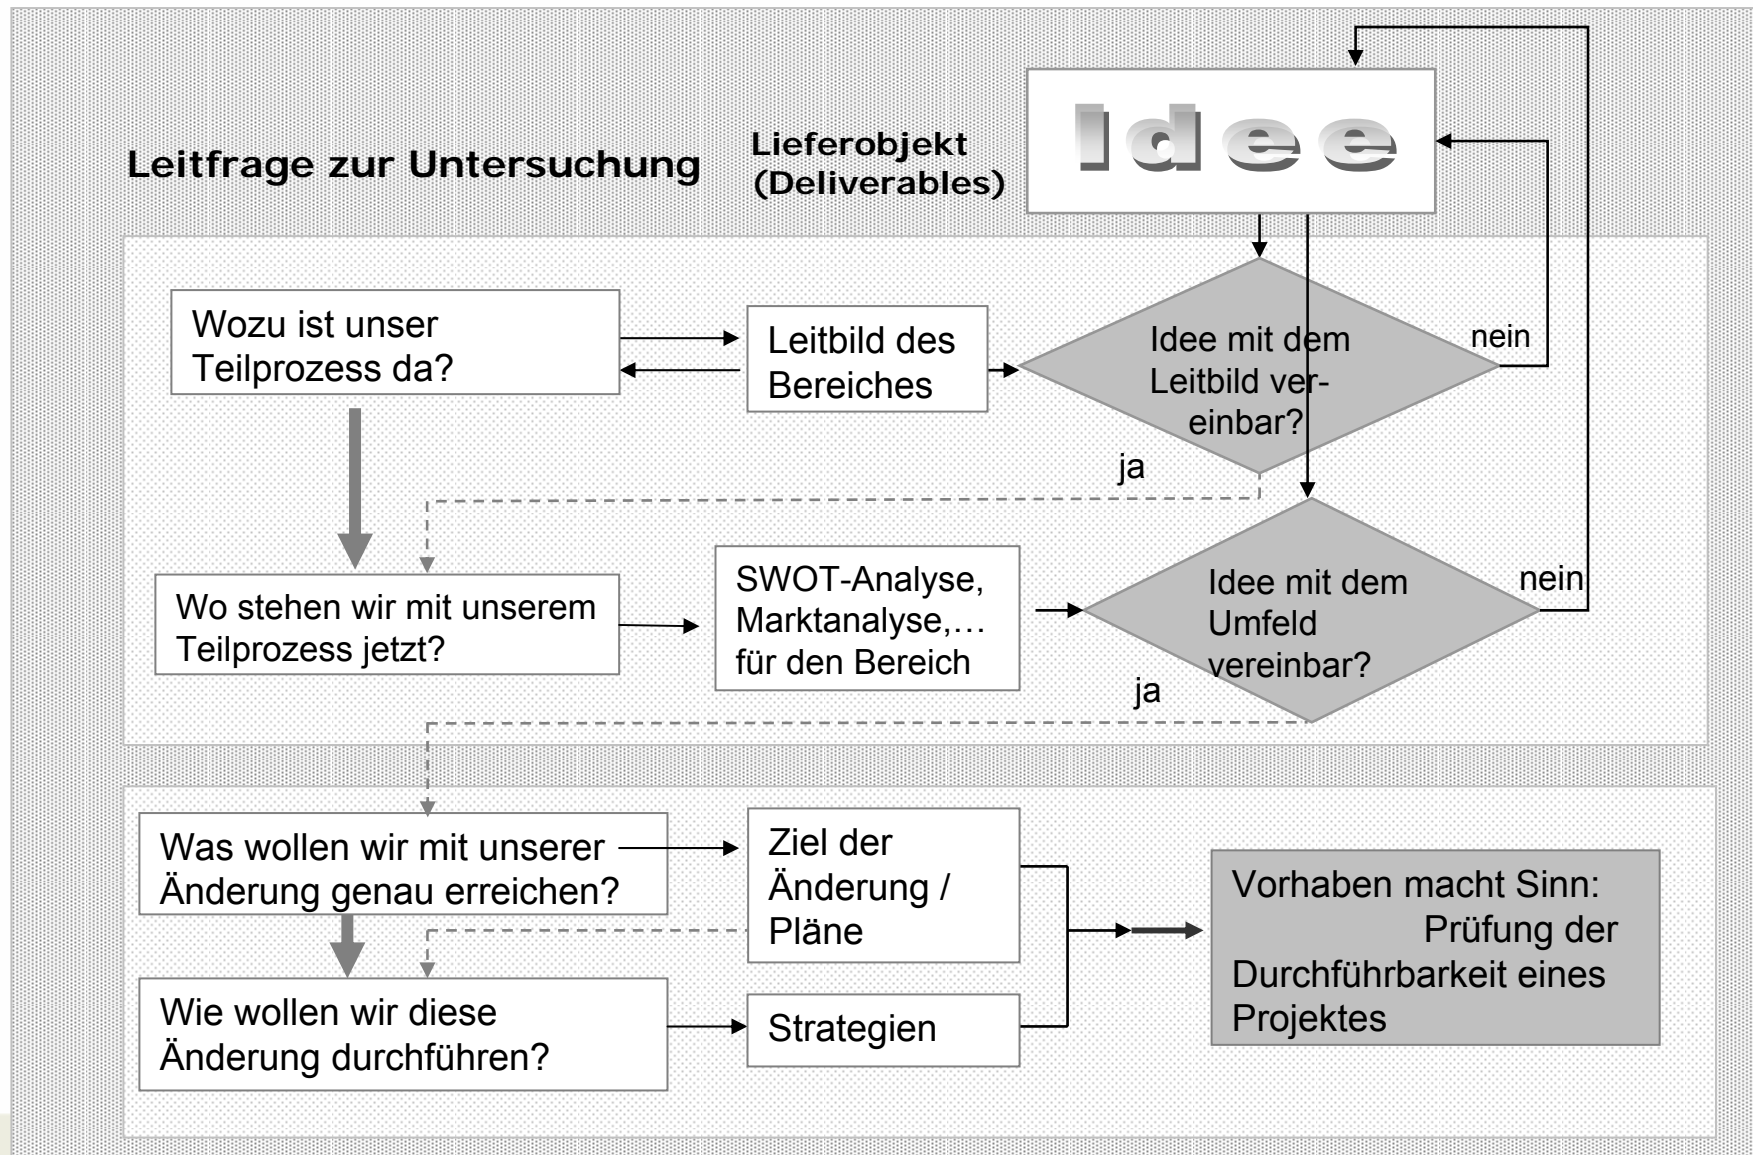 Idee
Leitfrage zur Untersuchung
Lieferobjekt
(Deliverables)
Wozu ist unser
Teilprozess da?
Leitbild des
Bereiches
Idee mit dem
Leitbild ver-
einbar?
nein
ja
Wo stehen wir mit unserem
Teilprozess jetzt?
SWOT-Analyse,
Marktanalyse,…
für den Bereich
Idee mit dem
Umfeld
vereinbar?
nein
ja
Was wollen wir mit unserer
Änderung genau erreichen?
Ziel der
Änderung /
Pläne
Vorhaben macht Sinn:
Prüfung der
Durchführbarkeit eines
Projektes
Wie wollen wir diese
Änderung durchführen?
Strategien